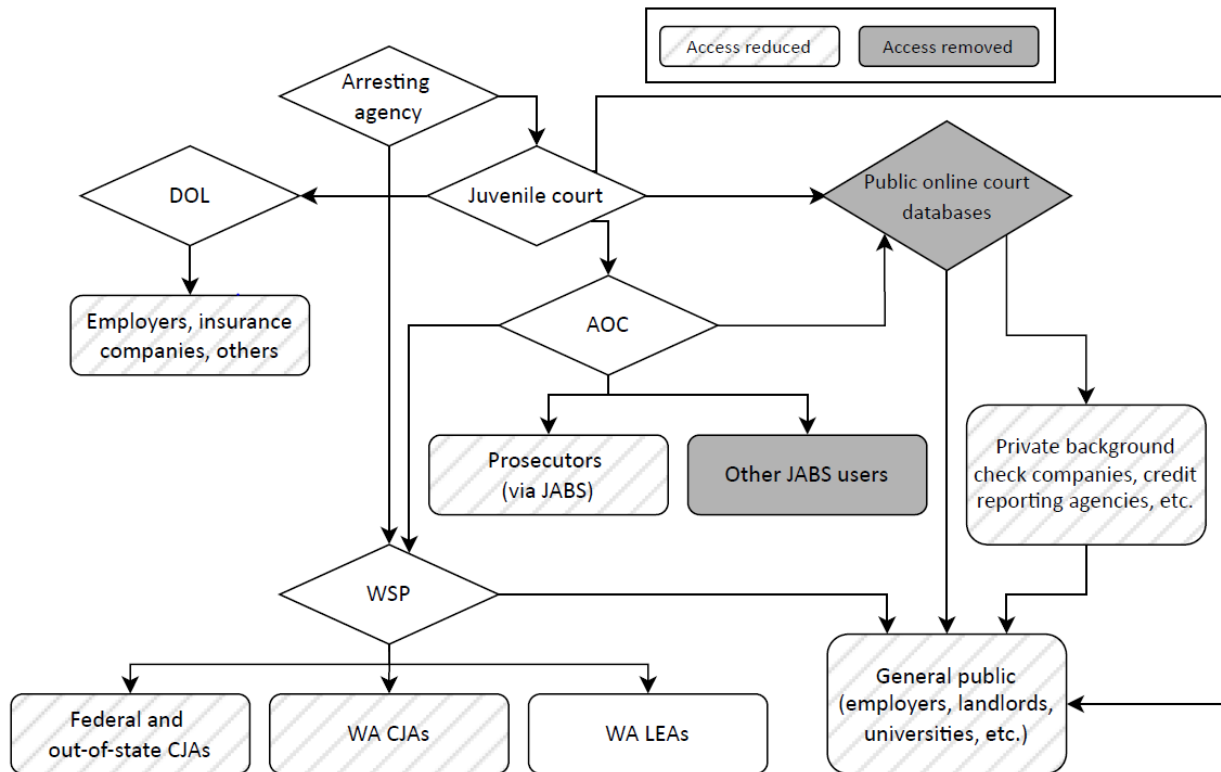 Access reduced
Access removed
Arresting
agency
DOL
Juvenile court
Public online court
databases
Employers, insurance
companies, others
AOC
Prosecutors
(via JABS)
Other JABS users
Private background
check companies, credit
reporting agencies, etc.
WSP
General public
(employers, landlords,
universities, etc.)
Federal and
out-of-state CJAs
WA CJAs
WA LEAs